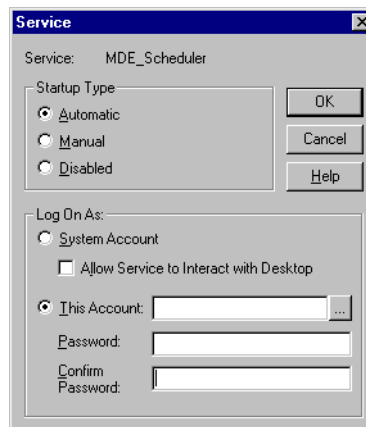 Service
Service: MDE_Scheduler
Startup Type
Automatic
Manual
Disabled
OK
Cancel
Help
Log On As:
System Account
Allow Service to Interact with Desktop
This Account:
...
Password:
Confirm
Password: